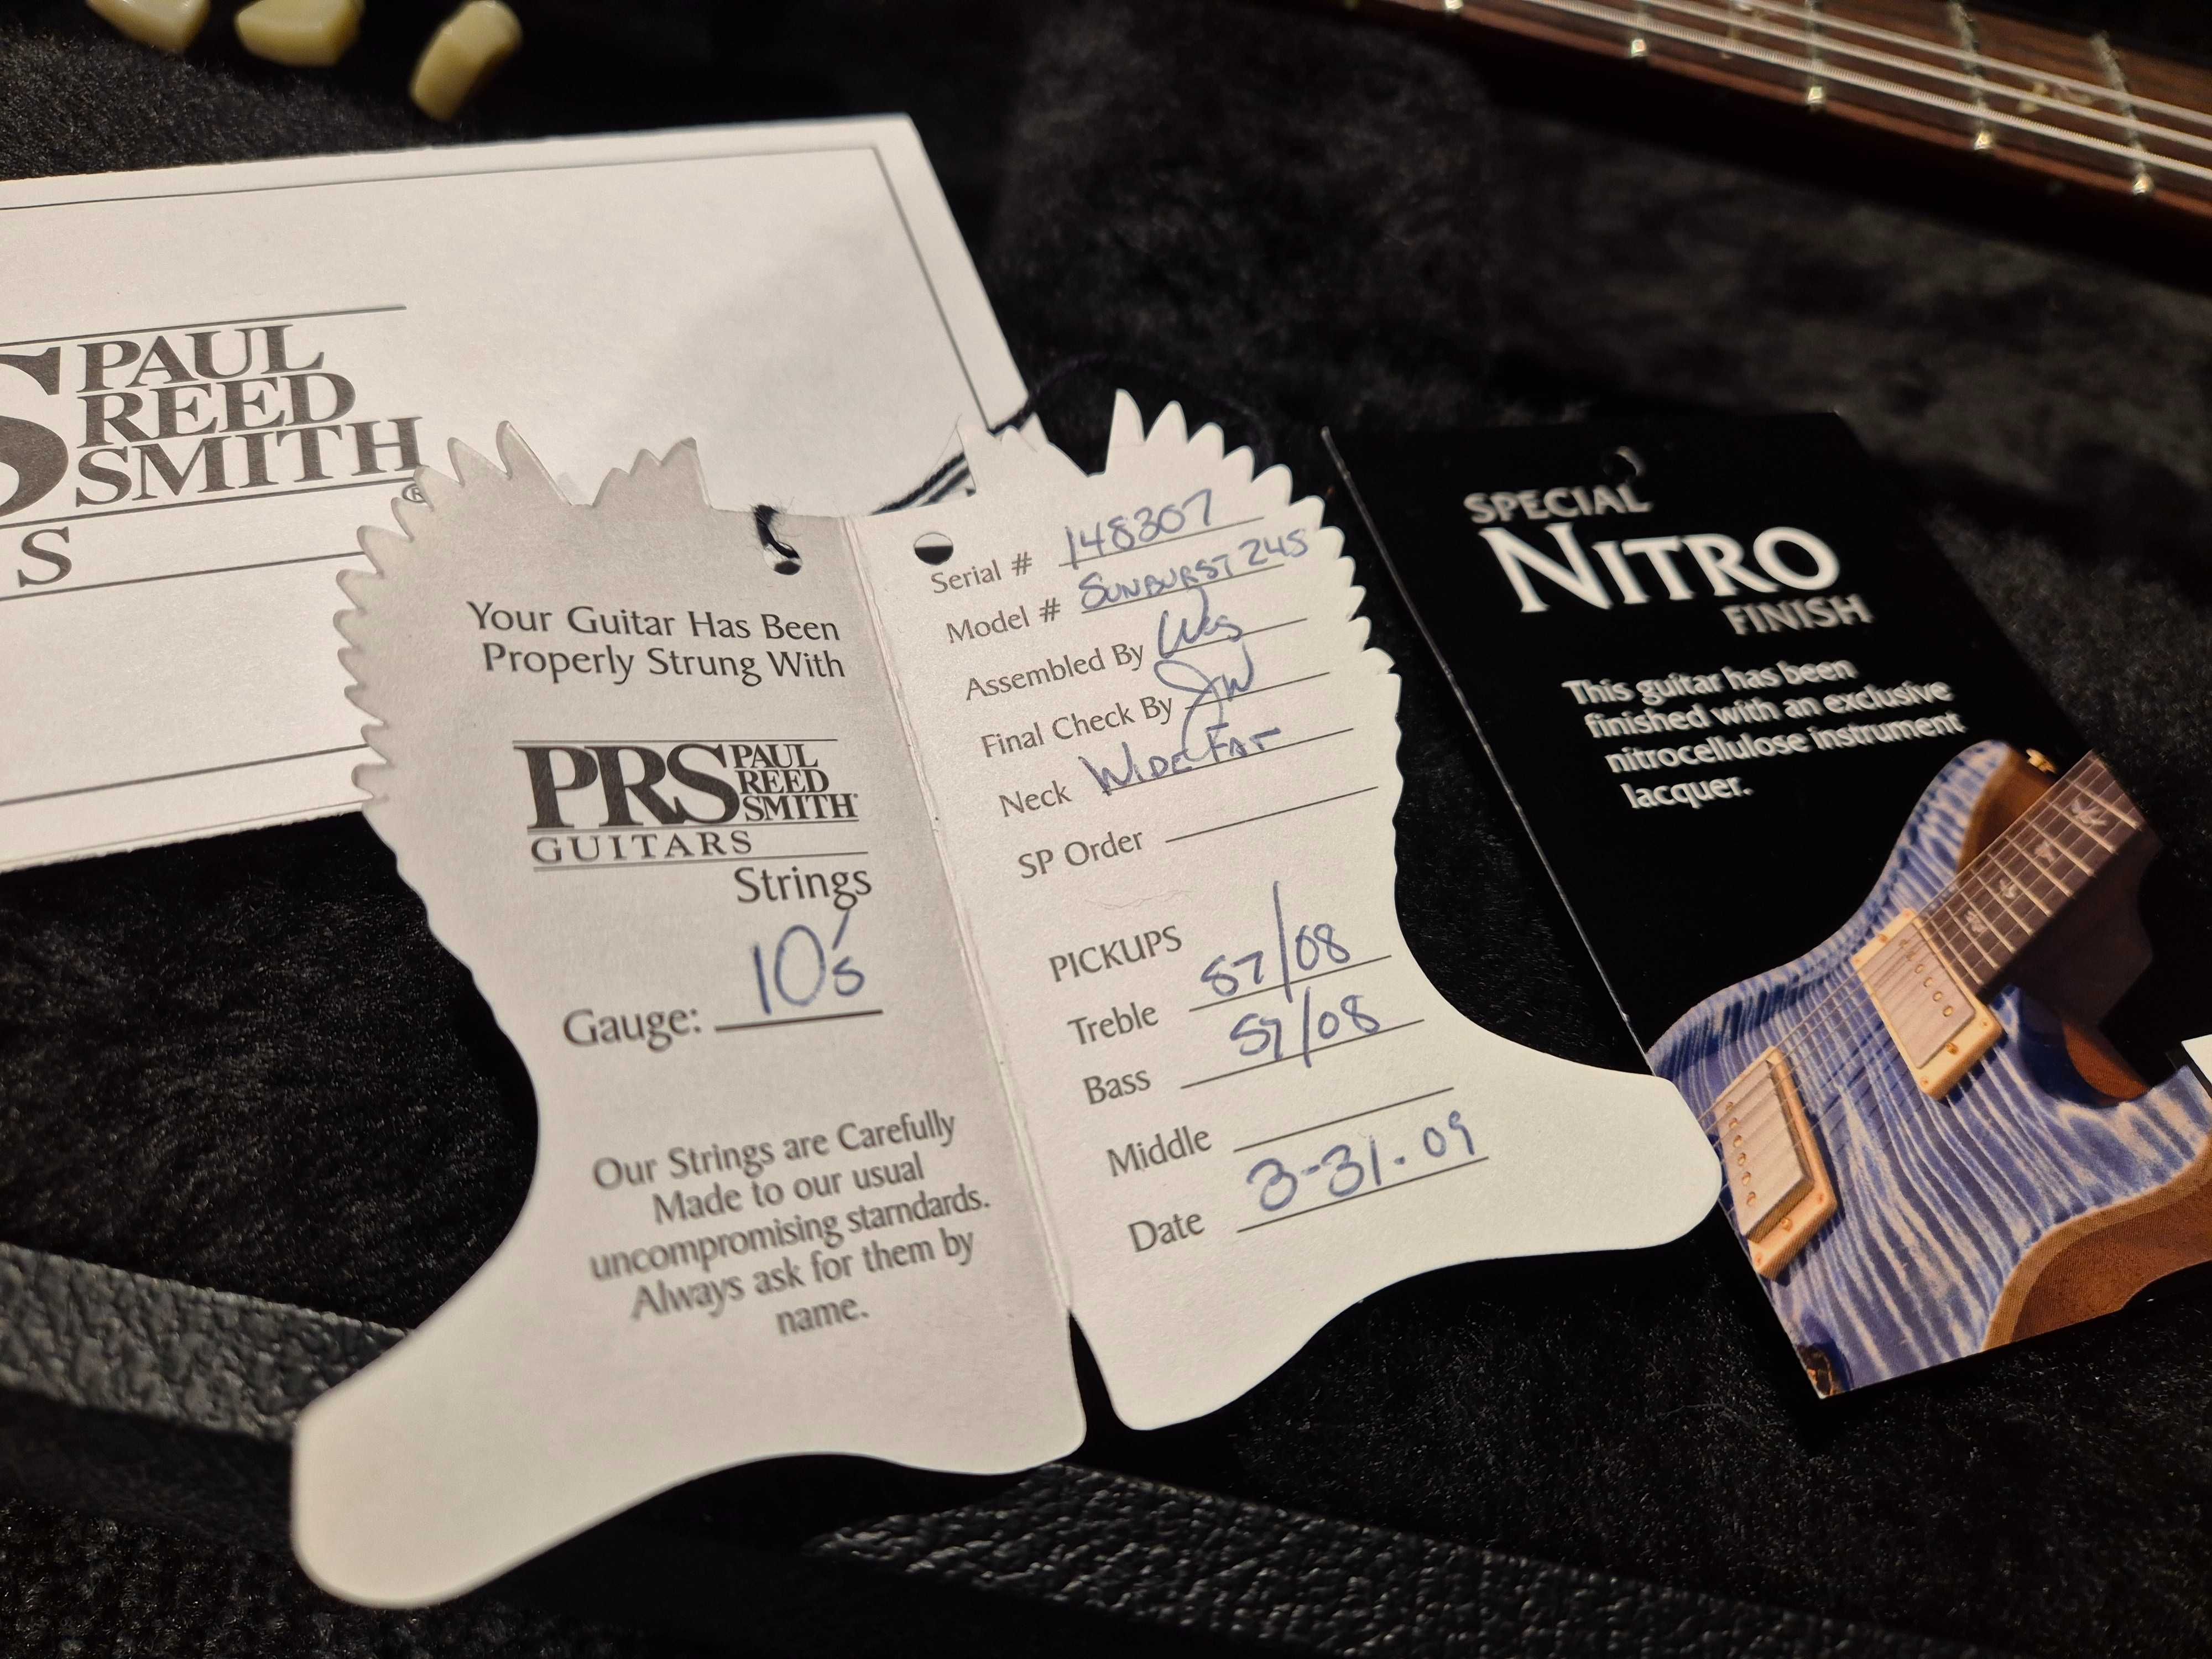 S PAUL
REED
SMITH®
S
Your Guitar Has Been
Properly Strung With
PRS PAUL
REED
SMITH
GUITARS
Strings
Gauge: 10's
Our Strings are Carefully
Made to our usual
uncompromising starndards.
Always ask for them by
name.
Serial # 148307
Model # SUNBURST 245
Assembled By
Final Check By JW
Neck WIDE FAT
SP Order
PICKUPS
Treble 57/08
Bass 57/08
Middle
Date 3-31-09
SPECIAL
NITRO
FINISH
This guitar has been
finished with an exclusive
nitrocellulose instrument
lacquer.